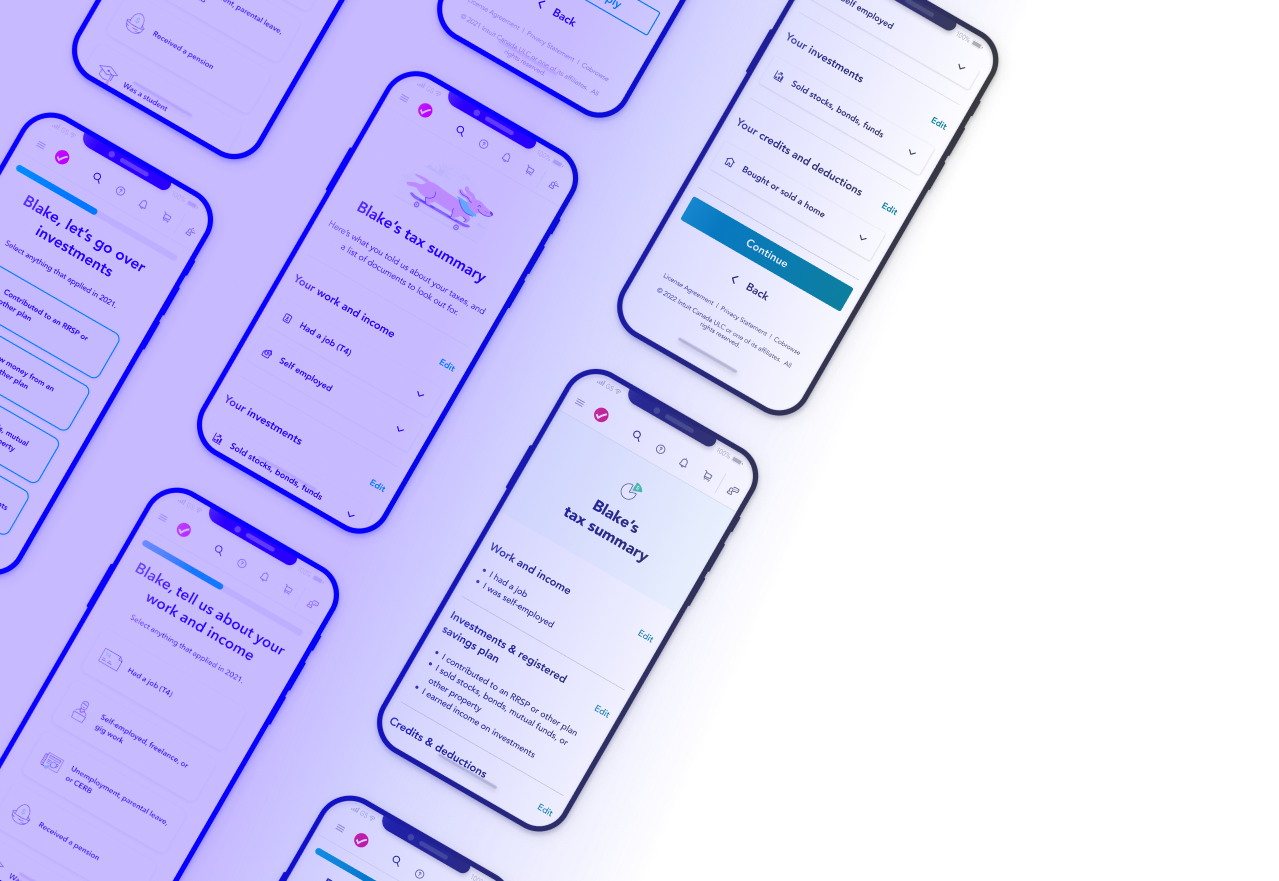 parental leave,
Received a pension
Was a student
Back
License Agreement | Privacy Statement | Cobrowse
© 2021 Intuit Canada ULC or one of its affiliates. All
rights reserved.
self employed
100%
Your investments
Sold stocks, bonds, funds
Edit
Your credits and deductions
Bought or sold a home
Edit
Continue
Back
License Agreement | Privacy Statement | Cobrowse
© 2022 Intuit Canada ULC or one of its affiliates. All
rights reserved.
Blake, let's go over
investments
Select anything that applied in 2021.
Contributed to an RRSP or
other plan
money from an
other plan
mutual
Blake's tax summary
Here's what you told us about your taxes, and
a list of documents to look out for.
Your work and income
Had a job (T4)
Edit
Self employed
Your investments
Sold stocks, bonds, funds
Edit
100%
Blake's
tax summary
Work and income
• I had a job
• I was self-employed
Edit
Investments & registered
savings plan
• I contributed to an RRSP or other plan
• I sold stocks, bonds, mutual funds, or
other property
• I earned income on investments
Edit
Credits & deductions
Edit
Blake, tell us about your
work and income
Select anything that applied in 2021.
Had a job (T4)
Self-employed, freelance, or
gig work
Unemployment, parental leave,
or CERB
Received a pension